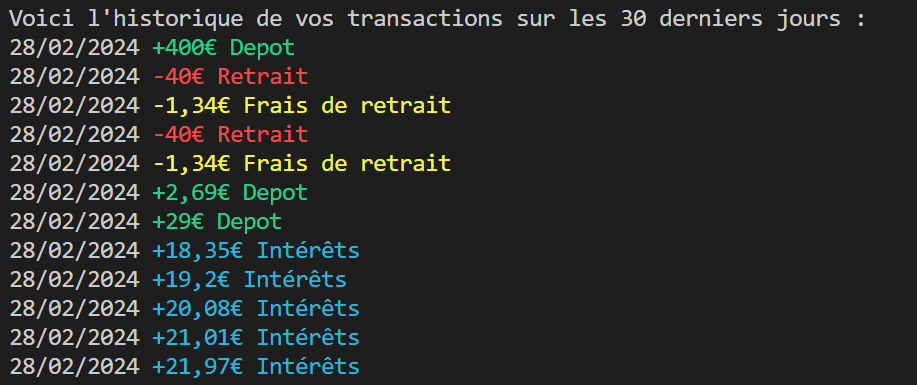 Voici l'historique de vos transactions sur les 30 derniers jours :
28/02/2024 +400€ Depot
28/02/2024 -40€ Retrait
28/02/2024 -1,34€ Frais de retrait
28/02/2024 -40€ Retrait
28/02/2024 -1,34€ Frais de retrait
28/02/2024 +2,69€ Depot
28/02/2024 +29€ Depot
28/02/2024 +18,35€ Intérêts
28/02/2024 +19,2€ Intérêts
28/02/2024 +20,08€ Intérêts
28/02/2024 +21,01€ Intérêts
28/02/2024 +21,97€ Intérêts